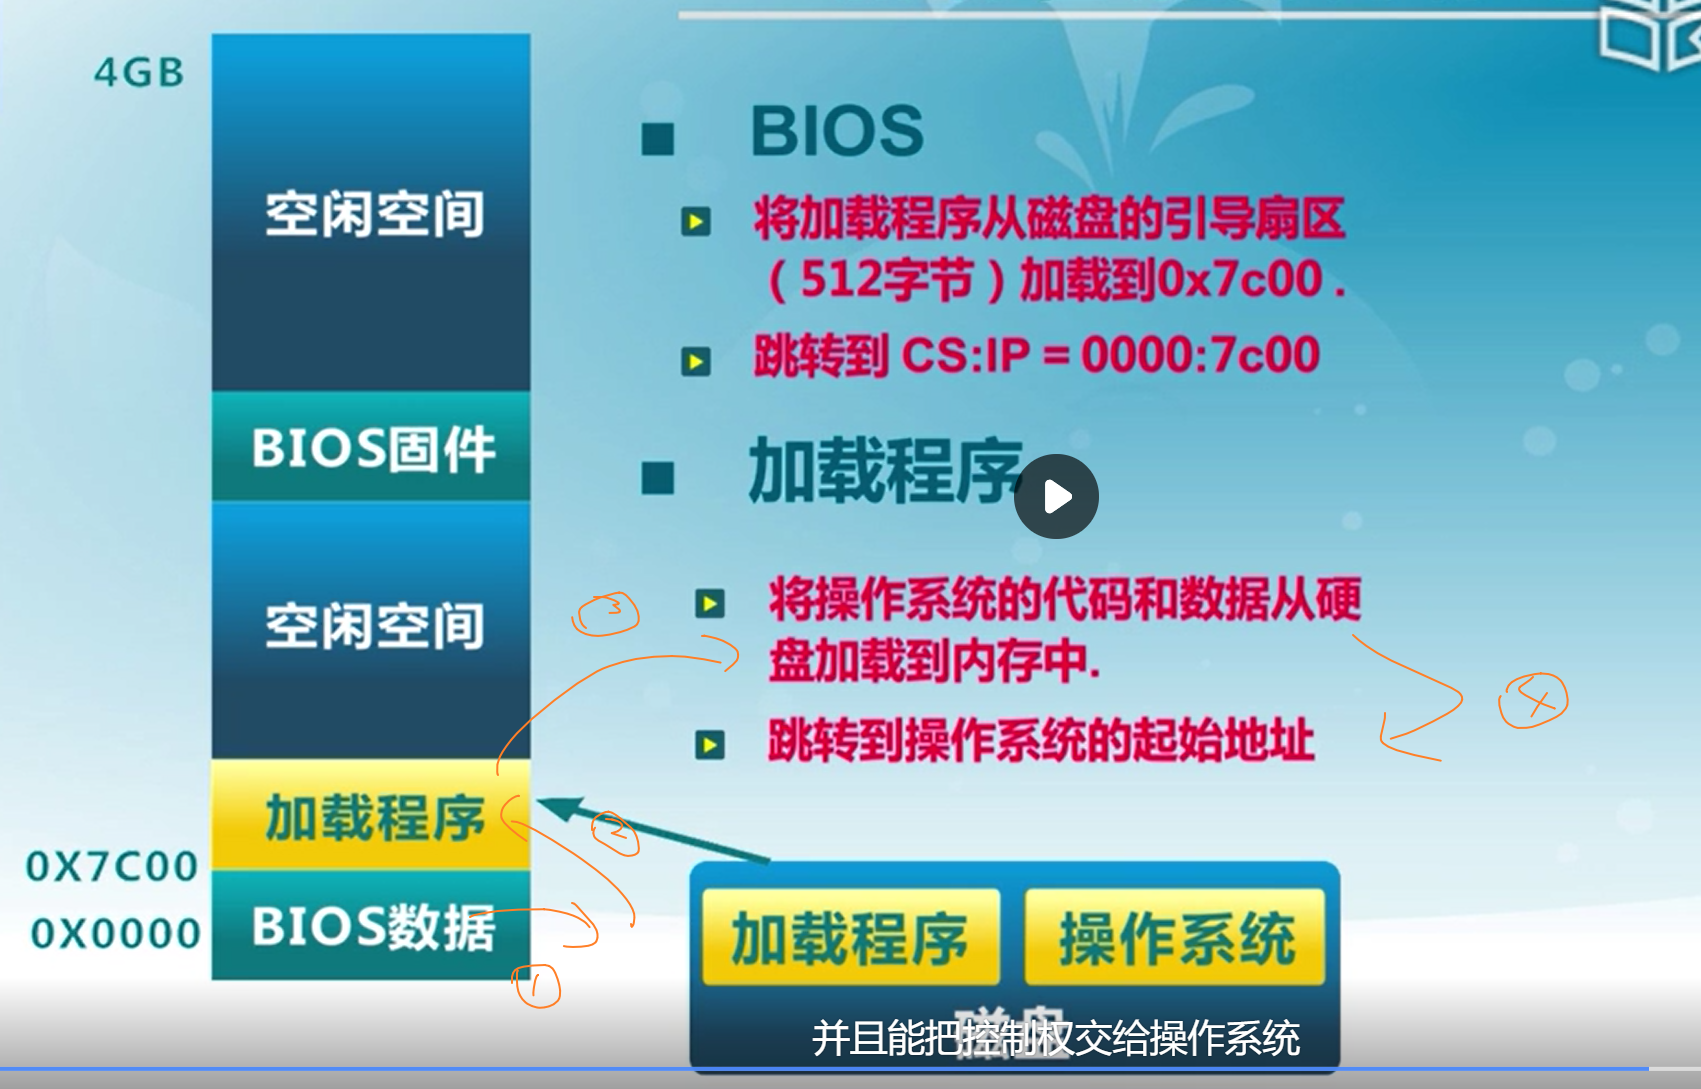 4GB
空闲空间
BIOS固件
空闲空间
加载程序
0X7C00
BIOS数据
0X0000
BIOS
将加载程序从磁盘的引导扇区
（512字节）加载到0x7c00 .
跳转到 CS:IP = 0000:7c00
加载程序
将操作系统的代码和数据从硬
盘加载到内存中.
跳转到操作系统的起始地址
3
4
2
1
加载程序
操作系统
磁盘
并且能把控制权交给操作系统